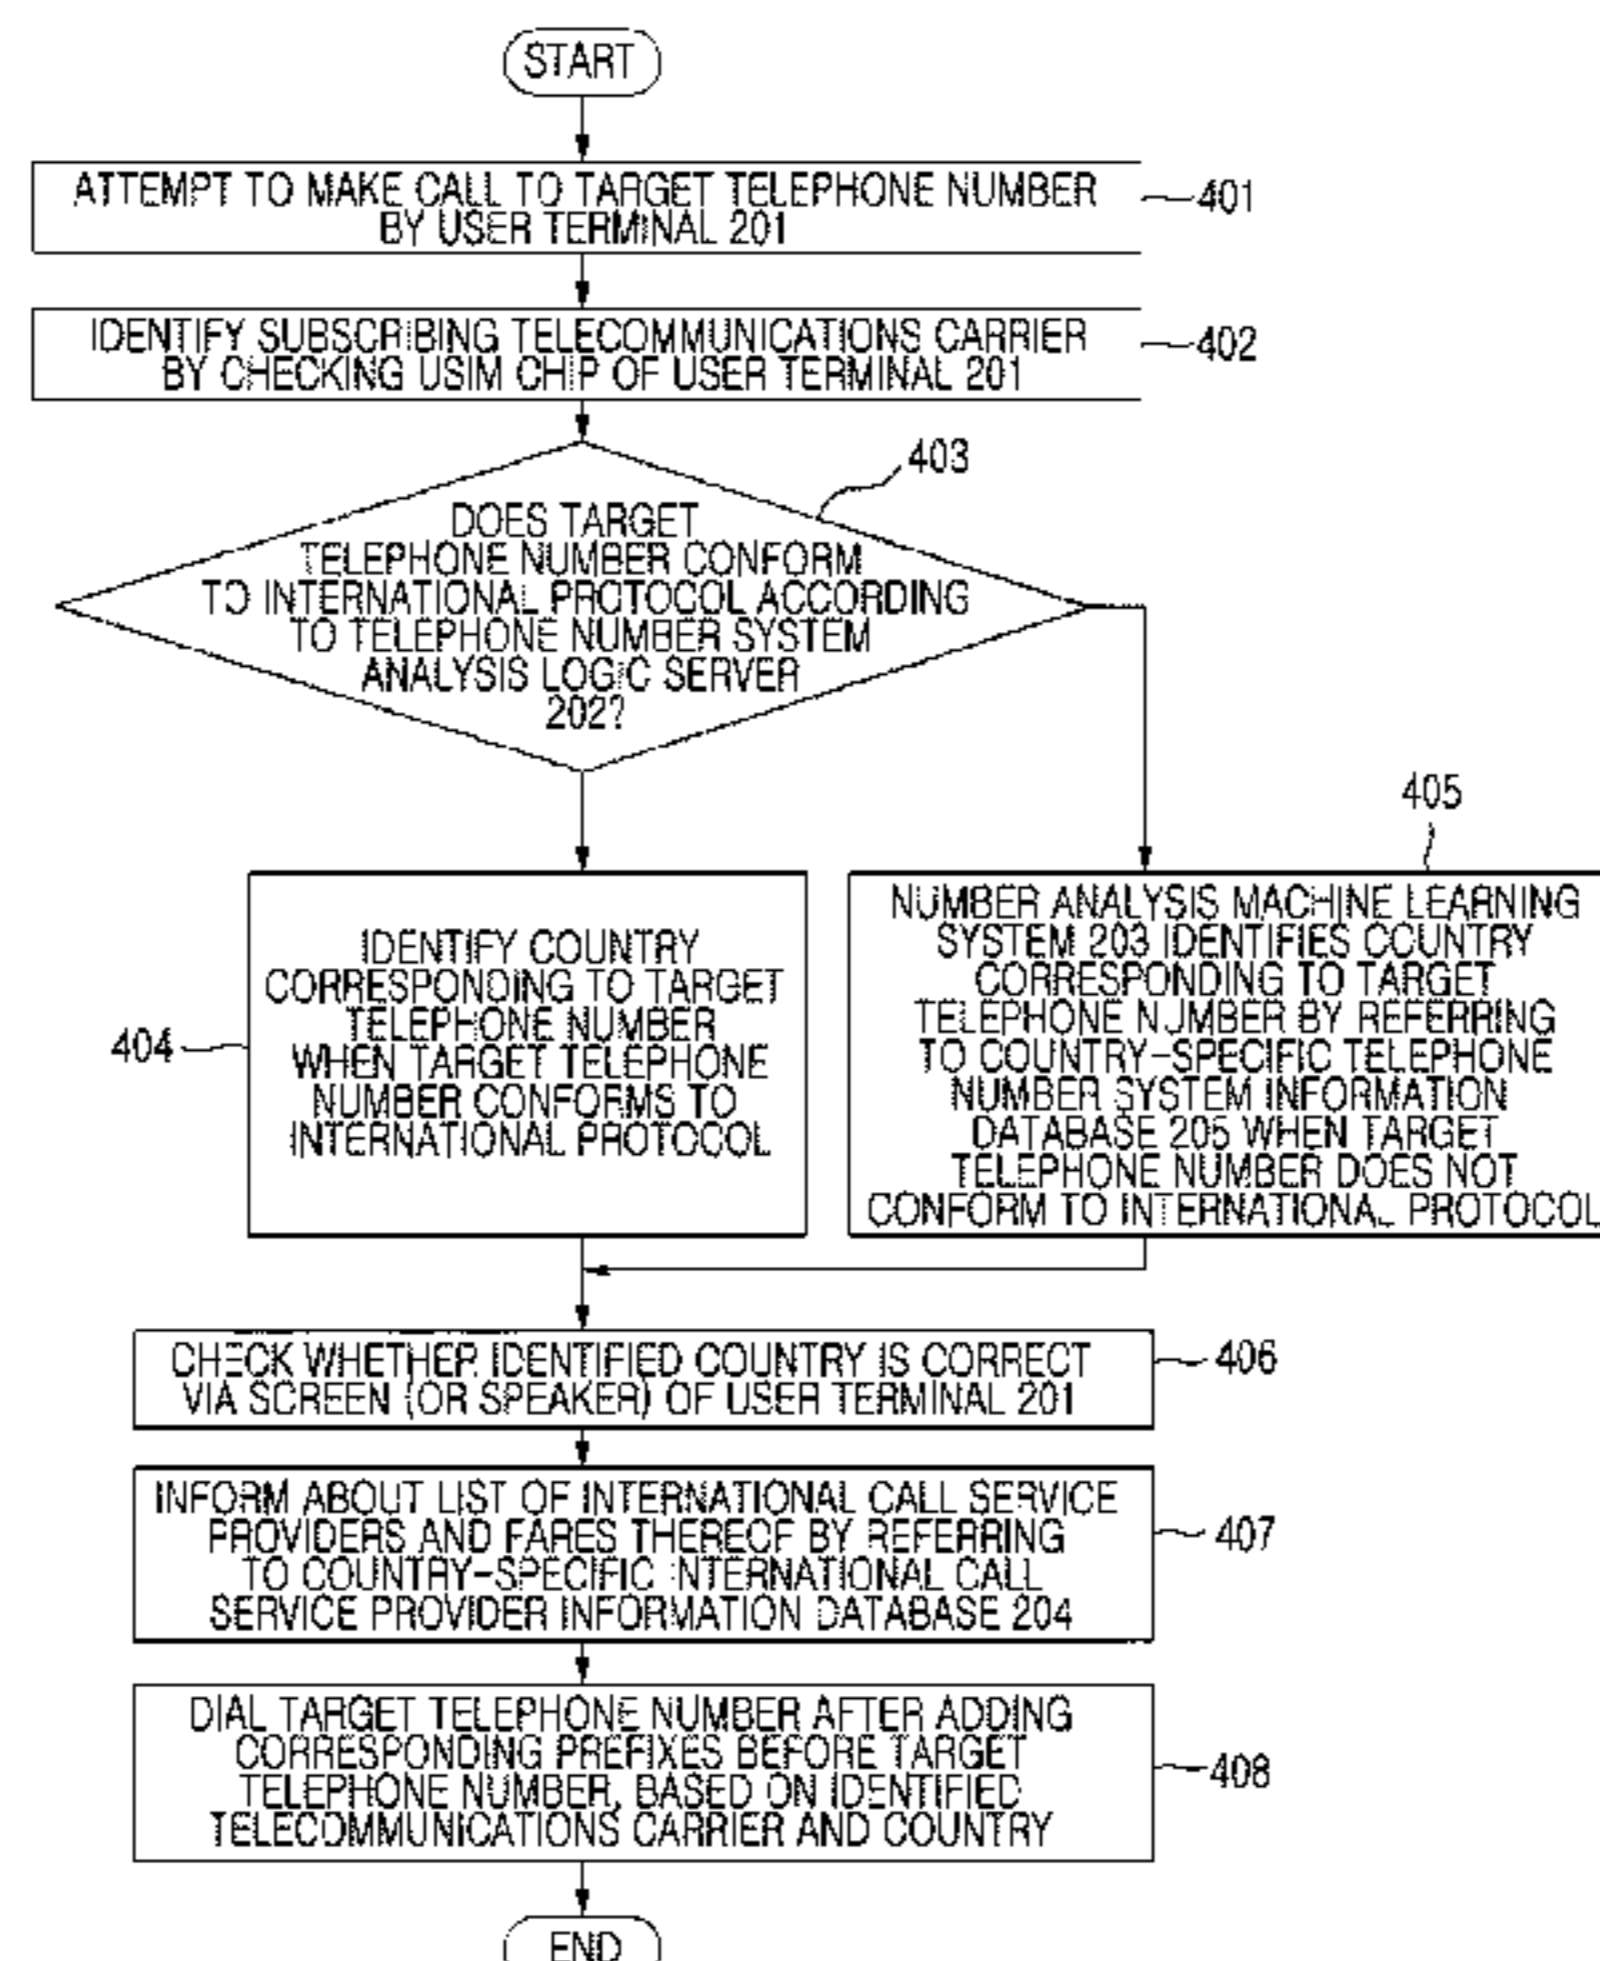 START
ATTEMPT TO MAKE CALL TO TARGET TELEPHONE NUMBER
BY USER TERMINAL 201
401
IDENTIFY SUBSCRIBING TELECOMMUNICATIONS CARRIER
BY CHECKING USIM CHIP OF USER TERMINAL 201
402
403
DOES TARGET
TELEPHONE NUMBER CONFORM
TO INTERNATIONAL PROTOCOL ACCORDING
TO TELEPHONE NUMBER SYSTEM
ANALYSIS LOGIC SERVER
202?
404
IDENTIFY COUNTRY
CORRESPONDING TO TARGET
TELEPHONE NUMBER
WHEN TARGET TELEPHONE
NUMBER CONFORMS TO
INTERNATIONAL PROTOCOL
405
NUMBER ANALYSIS MACHINE LEARNING
SYSTEM 203 IDENTIFIES COUNTRY
CORRESPONDING TO TARGET
TELEPHONE NUMBER BY REFERRING
TO COUNTRY-SPECIFIC TELEPHONE
NUMBER SYSTEM INFORMATION
DATABASE 205 WHEN TARGET
TELEPHONE NUMBER DOES NOT
CONFORM TO INTERNATIONAL PROTOCOL
CHECK WHETHER IDENTIFIED COUNTRY IS CORRECT
VIA SCREEN (OR SPEAKER) OF USER TERMINAL 201
406
INFORM ABOUT LIST OF INTERNATIONAL CALL SERVICE
PROVIDERS AND FARES THEREOF BY REFERRING
TO COUNTRY-SPECIFIC INTERNATIONAL CALL
SERVICE PROVIDER INFORMATION DATABASE 204
407
DIAL TARGET TELEPHONE NUMBER AFTER ADDING
CORRESPONDING PREFIXES BEFORE TARGET
TELEPHONE NUMBER, BASED ON IDENTIFIED
TELECOMMUNICATIONS CARRIER AND COUNTRY
408
END